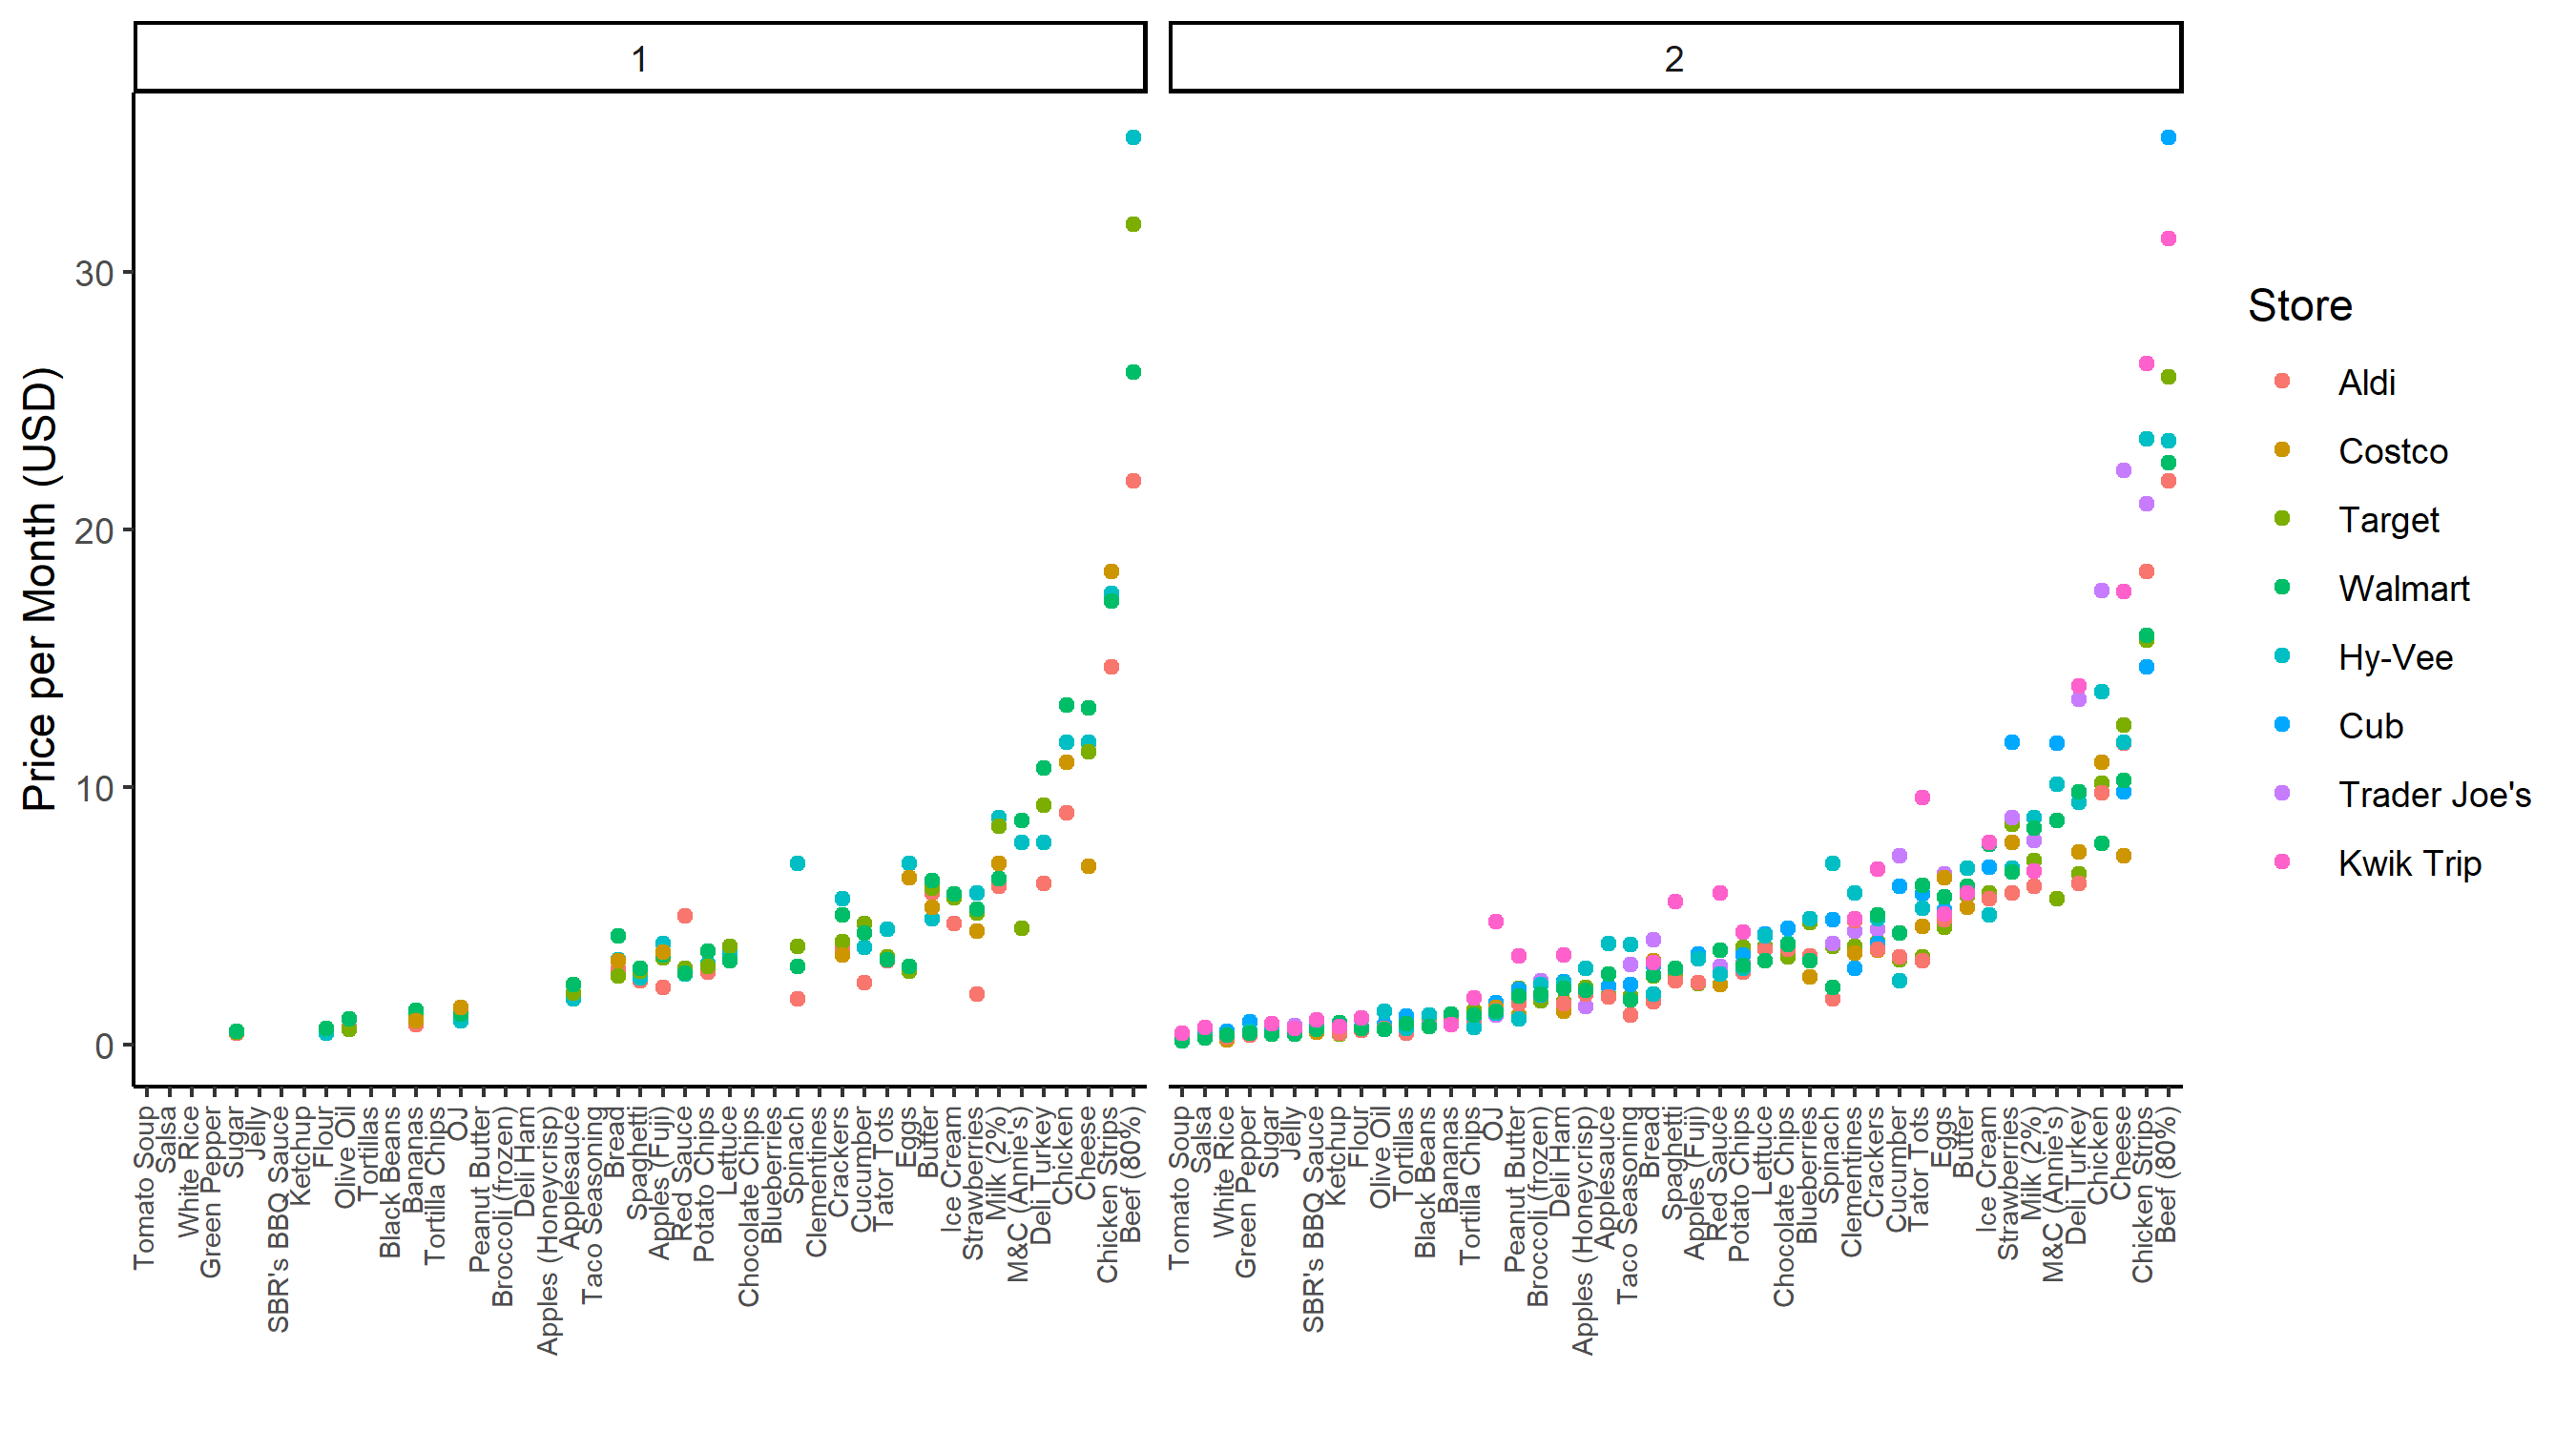 1
2
Price per Month (USD)
30
20
10
0
Tomato Soup
Salsa
White Rice
Green Pepper
Sugar
Jelly
SBR's BBQ Sauce
Ketchup
Flour
Olive Oil
Tortillas
Black Beans
Bananas
Tortilla Chips
OJ
Peanut Butter
Broccoli (frozen)
Deli Ham
Apples (Honeycrisp)
Applesauce
Taco Seasoning
Bread
Spaghetti
Apples (Fuji)
Red Sauce
Potato Chips
Lettuce
Chocolate Chips
Blueberries
Spinach
Clementines
Crackers
Cucumber
Tator Tots
Eggs
Butter
Ice Cream
Strawberries
Milk (2%)
M&C (Annie's)
Deli Turkey
Chicken
Cheese
Chicken Strips
Beef (80%)
Tomato Soup
Salsa
White Rice
Green Pepper
Sugar
Jelly
SBR's BBQ Sauce
Ketchup
Flour
Olive Oil
Tortillas
Black Beans
Bananas
Tortilla Chips
OJ
Peanut Butter
Broccoli (frozen)
Deli Ham
Apples (Honeycrisp)
Applesauce
Taco Seasoning
Bread
Spaghetti
Apples (Fuji)
Red Sauce
Potato Chips
Lettuce
Chocolate Chips
Blueberries
Spinach
Clementines
Crackers
Cucumber
Tator Tots
Eggs
Butter
Ice Cream
Strawberries
Milk (2%)
M&C (Annie's)
Deli Turkey
Chicken
Cheese
Chicken Strips
Beef (80%)
Store
Aldi
Costco
Target
Walmart
Hy-Vee
Cub
Trader Joe's
Kwik Trip